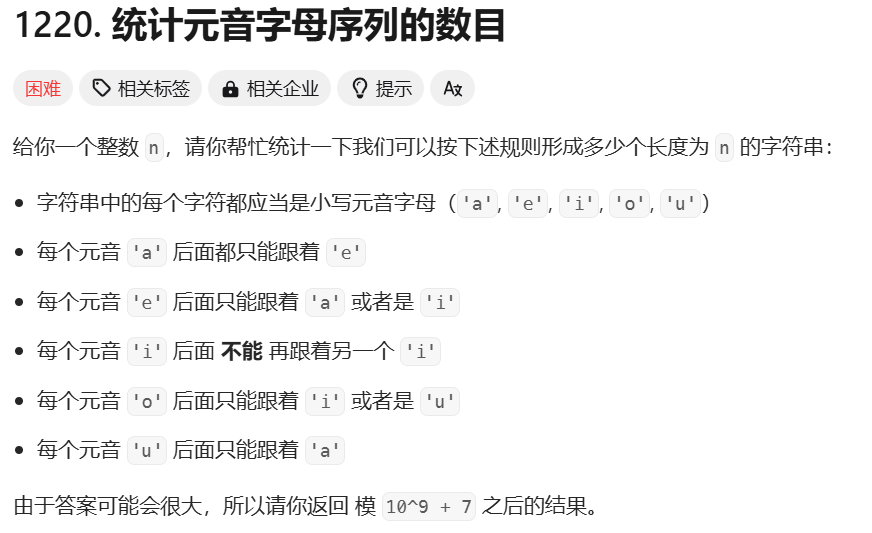 1220. 统计元音字母序列的数目
困难 相关标签 相关企业 提示 Ax
给你一个整数 n，请你帮忙统计一下我们可以按下述规则形成多少个长度为 n 的字符串：
字符串中的每个字符都应当是小写元音字母（'a', 'e', 'i', 'o', 'u'）
每个元音 'a' 后面都只能跟着 'e'
每个元音 'e' 后面只能跟着 'a' 或者是 'i'
每个元音 'i' 后面 不能 再跟着另一个 'i'
每个元音 'o' 后面只能跟着 'i' 或者是 'u'
每个元音 'u' 后面只能跟着 'a'
由于答案可能会很大，所以请你返回 模 10^9 + 7 之后的结果。